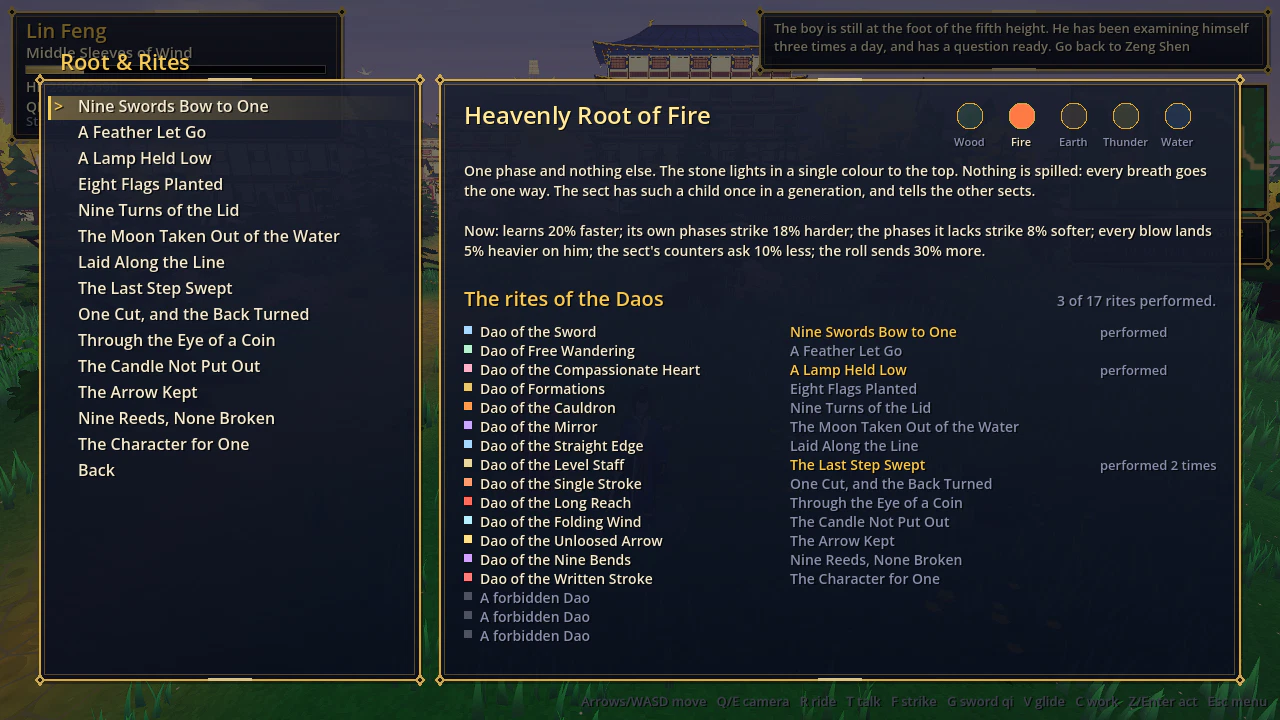 Lin Feng
Middle Sleeves of Wind
The boy is still at the foot of the fifth height. He has been examining himself
three times a day, and has a question ready. Go back to Zeng Shen
Root & Rites
> Nine Swords Bow to One
A Feather Let Go
A Lamp Held Low
Eight Flags Planted
Nine Turns of the Lid
The Moon Taken Out of the Water
Laid Along the Line
The Last Step Swept
One Cut, and the Back Turned
Through the Eye of a Coin
The Candle Not Put Out
The Arrow Kept
Nine Reeds, None Broken
The Character for One
Back
Heavenly Root of Fire
Wood Fire Earth Thunder Water
One phase and nothing else. The stone lights in a single colour to the top. Nothing is spilled: every breath goes
the one way. The sect has such a child once in a generation, and tells the other sects.
Now: learns 20% faster; its own phases strike 18% harder; the phases it lacks strike 8% softer; every blow lands
5% heavier on him; the sect's counters ask 10% less; the roll sends 30% more.
The rites of the Daos 3 of 17 rites performed.
Dao of the Sword Nine Swords Bow to One performed
Dao of Free Wandering A Feather Let Go
Dao of the Compassionate Heart A Lamp Held Low performed
Dao of Formations Eight Flags Planted
Dao of the Cauldron Nine Turns of the Lid
Dao of the Mirror The Moon Taken Out of the Water
Dao of the Straight Edge Laid Along the Line
Dao of the Level Staff The Last Step Swept performed 2 times
Dao of the Single Stroke One Cut, and the Back Turned
Dao of the Long Reach Through the Eye of a Coin
Dao of the Folding Wind The Candle Not Put Out
Dao of the Unloosed Arrow The Arrow Kept
Dao of the Nine Bends Nine Reeds, None Broken
Dao of the Written Stroke The Character for One
A forbidden Dao
A forbidden Dao
A forbidden Dao
Arrows/WASD move Q/E camera R ride T talk F strike G sword qi V glide C work Z/Enter act Esc menu